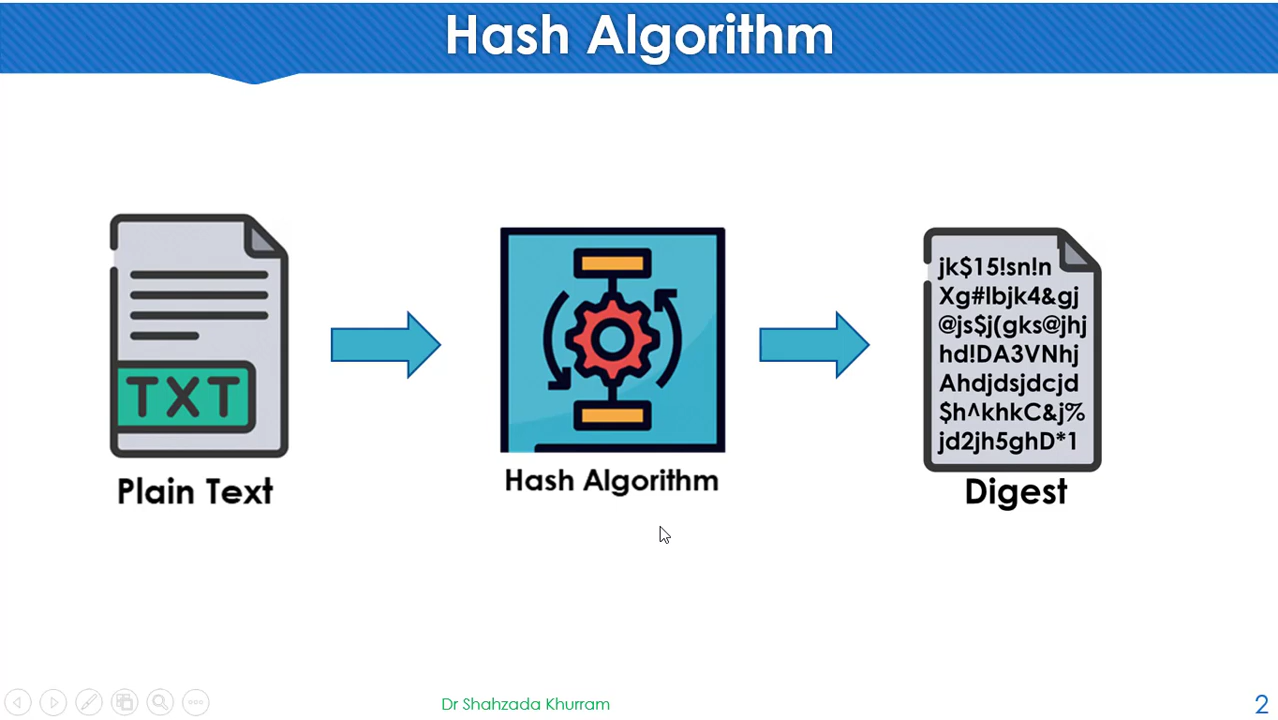 Hash Algorithm
TXT
Plain Text
Hash Algorithm
jk$15!sn!n
Xg#lbjk4&gj
@js$j(gks@jhj
hd!DA3VNhj
Ahdjdsjdcjd
$h^khkC&j%
jd2jh5ghD*1
Digest
Dr Shahzada Khurram
2